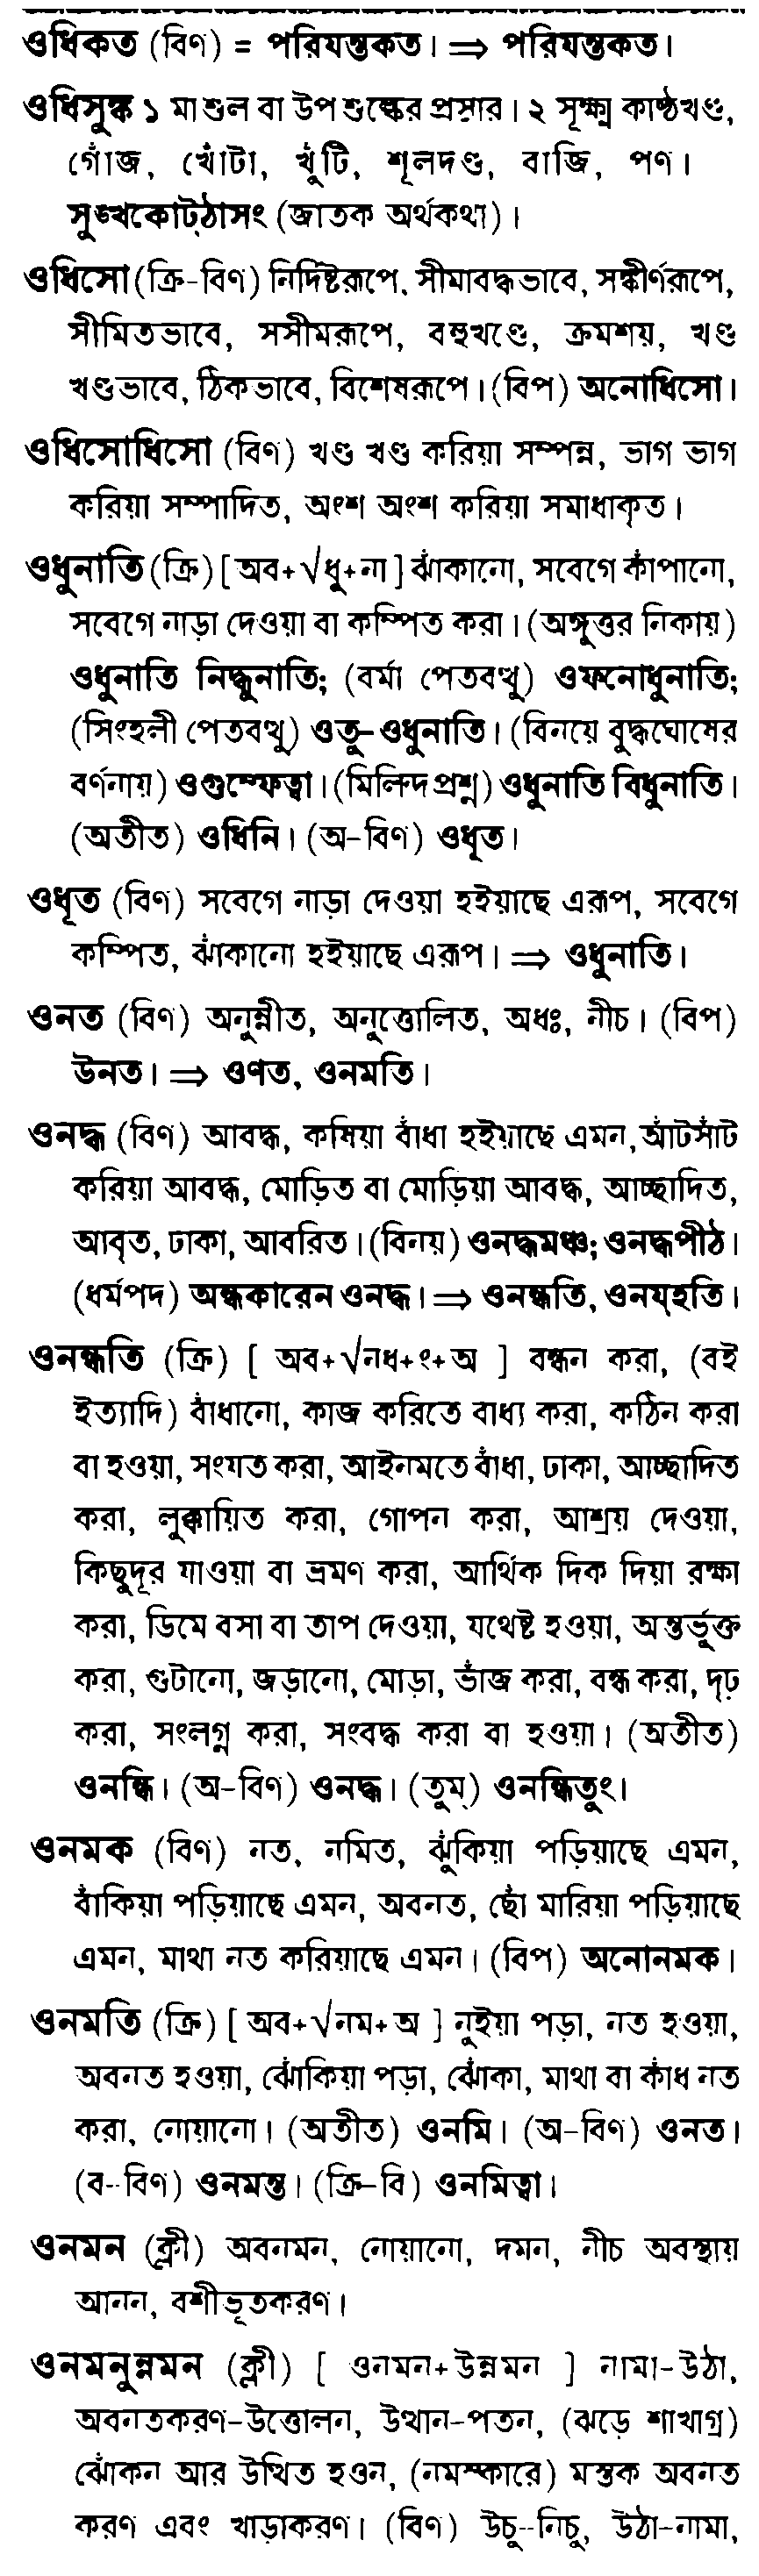 ওধিকত (বিণ) = পরিযন্তকত। ⇒ পরিযন্তকত।
ওধিসুঙ্ক ১ মাশুল বা উপশুল্কের প্রসার। ২ সূক্ষ্ম কাষ্ঠখণ্ড,
গোঁজ, খোঁটা, খুঁটি, শূলদণ্ড, বাজি, পণ।
সুঙ্খকোট্ঠাসং (জাতক অর্থকথা)।
ওধিসো (ক্রি-বিণ) নির্দিষ্টরূপে, সীমাবদ্ধভাবে, সঙ্কীর্ণরূপে,
সীমিতভাবে, সসীমরূপে, বহুখণ্ডে, ক্রমশয়, খণ্ড
খণ্ডভাবে, ঠিকভাবে, বিশেষরূপে। (বিপ) অনোধিসো।
ওধিসোধিসো (বিণ) খণ্ড খণ্ড করিয়া সম্পন্ন, ভাগ ভাগ
করিয়া সম্পাদিত, অংশ অংশ করিয়া সমাধাকৃত।
ওধুনাতি (ক্রি) [ অব+√ধু+না ] ঝাঁকানো, সবেগে কাঁপানো,
সবেগে নাড়া দেওয়া বা কম্পিত করা। (অঙ্গুত্তর নিকায়)
ওধুনাতি নিদ্ধুনাতি; (বর্মা পেতবত্থু) ওফনোধুনাতি;
(সিংহলী পেতবত্থু) ওতু-ওধুনাতি। (বিনয়ে বুদ্ধঘোষের
বর্ণনায়) ওগুম্ফেত্বা। (মিলিন্দ প্রশ্ন) ওধুনাতি বিধুনাতি।
(অতীত) ওধিনি। (অ-বিণ) ওধূত।
ওধূত (বিণ) সবেগে নাড়া দেওয়া হইয়াছে এরূপ, সবেগে
কম্পিত, ঝাঁকানো হইয়াছে এরূপ। ⇒ ওধুনাতি।
ওনত (বিণ) অনুন্নীত, অনুত্তোলিত, অধঃ, নীচ। (বিপ)
উনত। ⇒ ওণত, ওনমতি।
ওনদ্ধ (বিণ) আবদ্ধ, কষিয়া বাঁধা হইয়াছে এমন, আঁটসাঁট
করিয়া আবদ্ধ, মোড়িত বা মোড়িয়া আবদ্ধ, আচ্ছাদিত,
আবৃত, ঢাকা, আবরিত। (বিনয়) ওনদ্ধমঞ্চ; ওনদ্ধপীঠ।
(ধর্মপদ) অন্ধকারেন ওনদ্ধ। ⇒ ওনন্ধতি, ওনয্হতি।
ওনন্ধতি (ক্রি) [ অব+√নধ+ং+অ ] বন্ধন করা, (বই
ইত্যাদি) বাঁধানো, কাজ করিতে বাধ্য করা, কঠিন করা
বা হওয়া, সংযত করা, আইনমতে বাঁধা, ঢাকা, আচ্ছাদিত
করা, লুক্কায়িত করা, গোপন করা, আশ্রয় দেওয়া,
কিছুদূর যাওয়া বা ভ্রমণ করা, আর্থিক দিক দিয়া রক্ষা
করা, ডিমে বসা বা তাপ দেওয়া, যথেষ্ট হওয়া, অন্তর্ভুক্ত
করা, গুটানো, জড়ানো, মোড়া, ভাঁজ করা, বন্ধ করা, দৃঢ়
করা, সংলগ্ন করা, সংবদ্ধ করা বা হওয়া। (অতীত)
ওনন্ধি। (অ-বিণ) ওনদ্ধ। (তুম্) ওনন্ধিতুং।
ওনমক (বিণ) নত, নমিত, ঝুঁকিয়া পড়িয়াছে এমন,
বাঁকিয়া পড়িয়াছে এমন, অবনত, ছোঁ মারিয়া পড়িয়াছে
এমন, মাথা নত করিয়াছে এমন। (বিপ) অনোনমক।
ওনমতি (ক্রি) [ অব+√নম+অ ] নুইয়া পড়া, নত হওয়া,
অবনত হওয়া, ঝোঁকিয়া পড়া, ঝোঁকা, মাথা বা কাঁধ নত
করা, নোয়ানো। (অতীত) ওনমি। (অ-বিণ) ওনত।
(ব--বিণ) ওনমন্ত। (ক্রি-বি) ওনমিত্বা।
ওনমন (ক্লী) অবনমন, নোয়ানো, দমন, নীচ অবস্থায়
আনন, বশীভূতকরণ।
ওনমনুন্নমন (ক্লী) [ ওনমন+উন্নমন ] নামা-উঠা,
অবনতকরণ-উত্তোলন, উত্থান-পতন, (ঝড়ে শাখাগ্র)
ঝোঁকন আর উত্থিত হওন, (নমস্কারে) মস্তক অবনত
করণ এবং খাড়াকরণ। (বিণ) উচু--নিচু, উঠা-নামা,